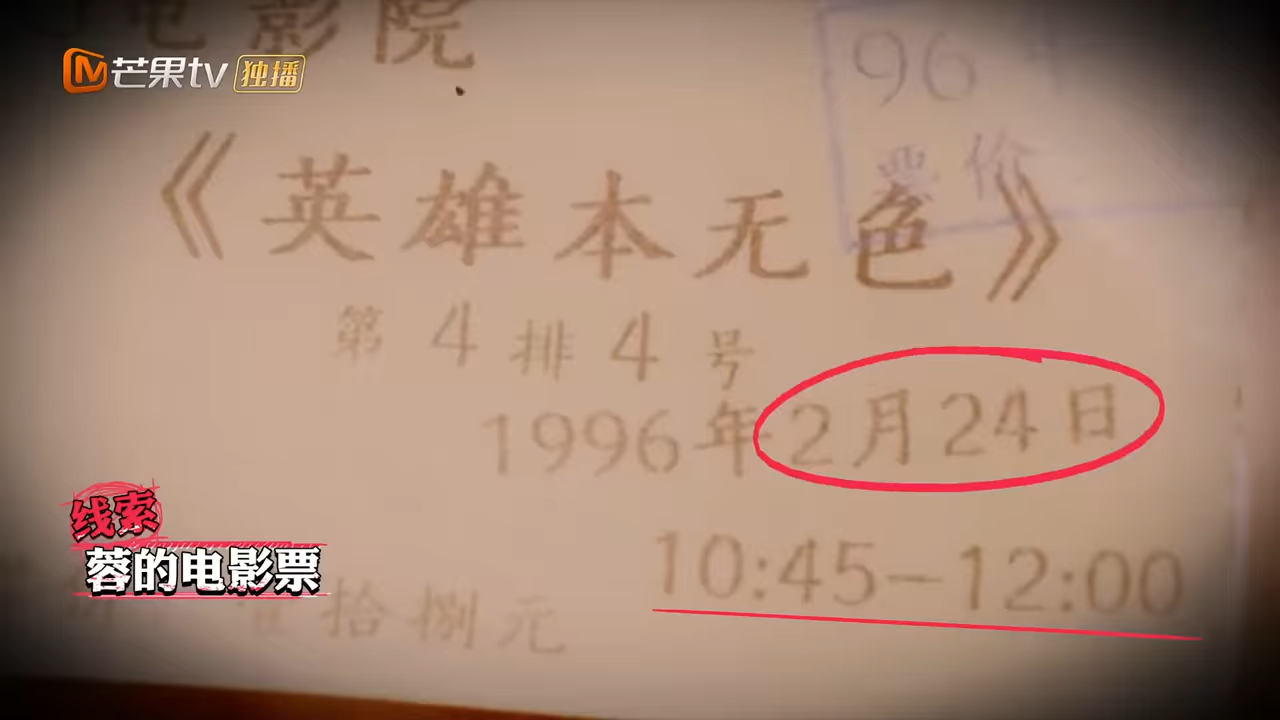 电影院
芒果tv 独播
96
票价
《英雄本无色》
第4排4号
1996年2月24日
10:45—12:00
线索
蓉的电影票
拾捌元